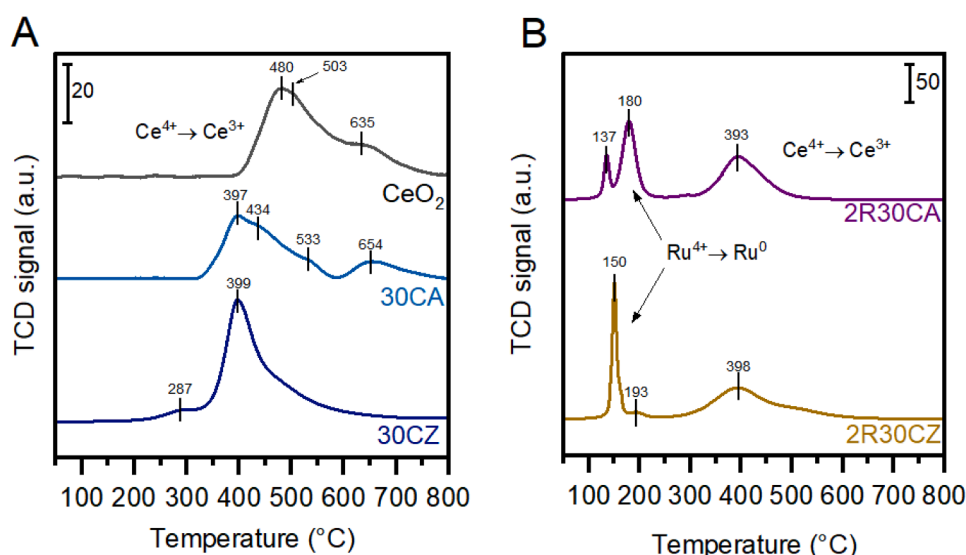 A
20
480
503
Ce4+→ Ce3+
635
CeO2
397
434
533
654
30CA
399
287
30CZ
TCD signal (a.u.)
100 200 300 400 500 600 700 800
Temperature (°C)
B
50
180
137
393
Ce4+→ Ce3+
2R30CA
Ru4+→ Ru0
150
193
398
2R30CZ
TCD signal (a.u.)
100 200 300 400 500 600 700 800
Temperature (°C)